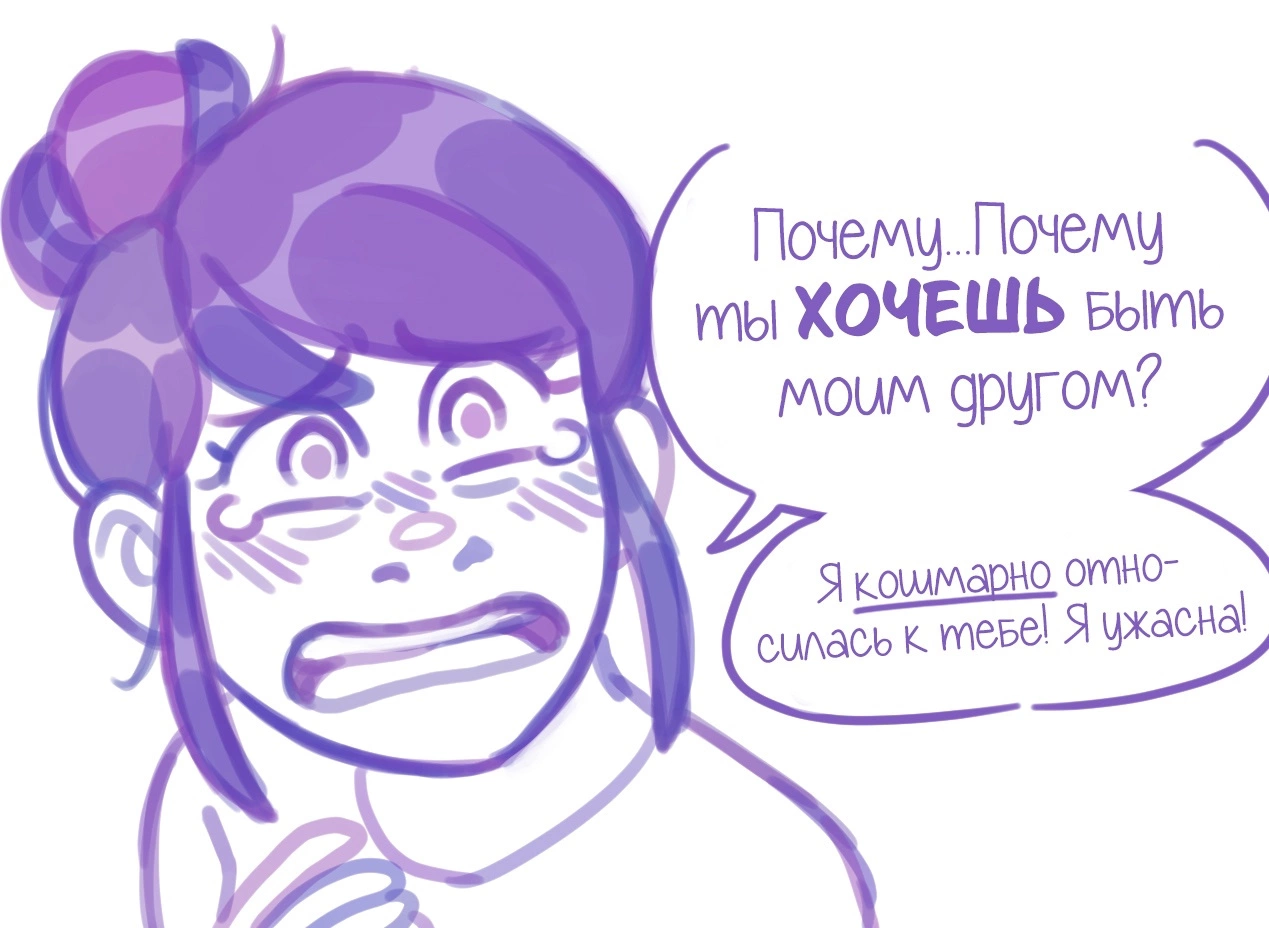 Почему...Почему
ты ХОЧЕШЬ быть
моим другом?
Я кошмарно отно-
силась к тебе! Я ужасна!